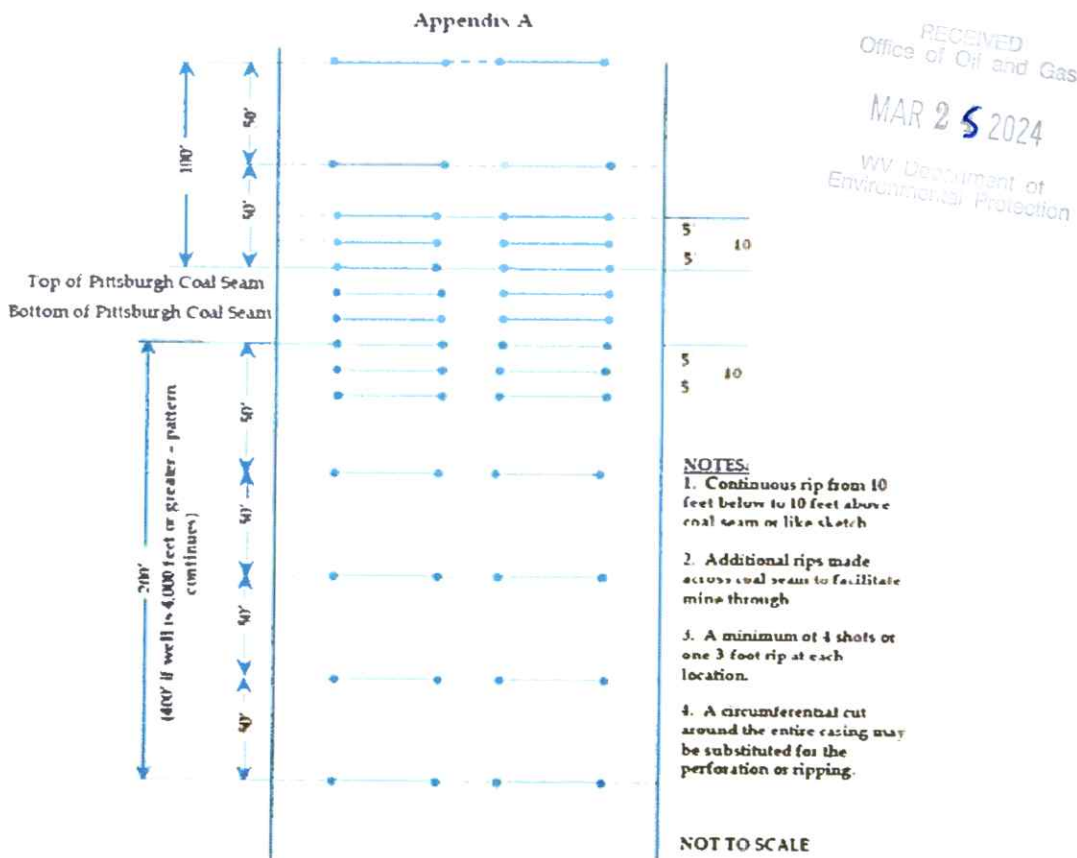 Appendix A
RECEIVED
Office of Oil and Gas
MAR 2 5 2024
WV Department of
Environmental Protection
100'
50'
50'
5'
10
5'
Top of Pittsburgh Coal Seam
Bottom of Pittsburgh Coal Seam
5
10
5
200'
(400' if well is 4,000 feet or greater - pattern
continues)
50'
50'
50'
50'
NOTES:
1. Continuous rip from 10
feet below to 10 feet above
coal seam or like sketch
2. Additional rips made
across coal seam to facilitate
mine through
3. A minimum of 4 shots or
one 3 foot rip at each
location.
4. A circumferential cut
around the entire casing may
be substituted for the
perforation or ripping.
NOT TO SCALE